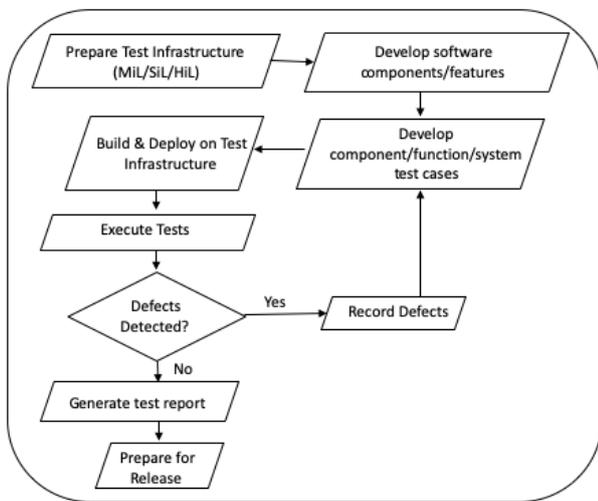 Prepare Test Infrastructure
(MiL/SiL/HiL)
Develop software
components/features
Develop
component/function/system
test cases
Build & Deploy on Test
Infrastructure
Execute Tests
Defects
Detected?
Yes
Record Defects
No
Generate test report
Prepare for
Release